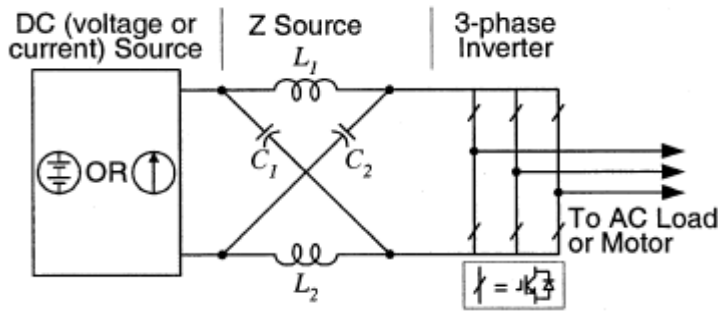 DC (voltage or
current) Source
Z Source
3-phase
Inverter
L1
C1
C2
OR
L2
To AC Load
or Motor
=